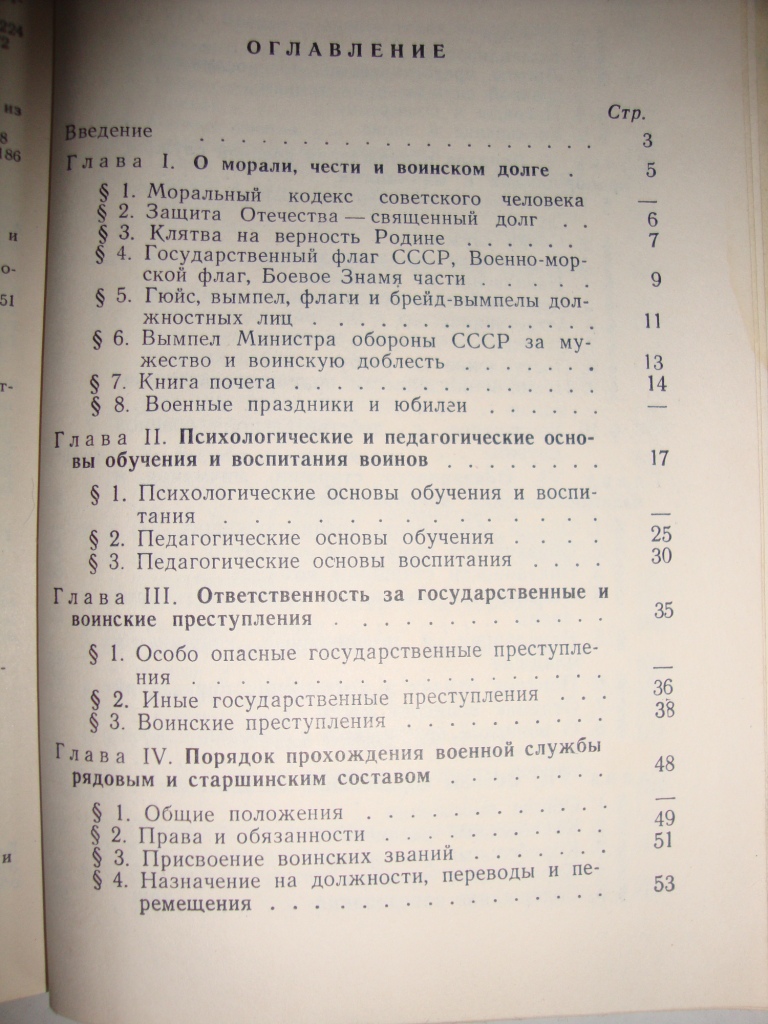 224
2
из
8
186
и
о-
51
т-
и
ОГЛАВЛЕНИЕ
Стр.
Введение . . . . . . . . . . . . . . . . . 3
Глава I. О морали, чести и воинском долге . 5
§ 1. Моральный кодекс советского человека —
§ 2. Защита Отечества — священный долг . . 6
§ 3. Клятва на верность Родине . . . . . . 7
§ 4. Государственный флаг СССР, Военно-мор-
ской флаг, Боевое Знамя части . . . . . 9
§ 5. Гюйс, вымпел, флаги и брейд-вымпелы дол-
жностных лиц . . . . . . . . . . . . . 11
§ 6. Вымпел Министра обороны СССР за му-
жество и воинскую доблесть . . . . . . 13
§ 7. Книга почета . . . . . . . . . . . . . 14
§ 8. Военные праздники и юбилеи . . . . . —
Глава II. Психологические и педагогические осно-
вы обучения и воспитания воинов . . . . . . . 17
§ 1. Психологические основы обучения и воспи-
тания . . . . . . . . . . . . . —
§ 2. Педагогические основы обучения . . . . 25
§ 3. Педагогические основы воспитания . . . . 30
Глава III. Ответственность за государственные и
воинские преступления . . . . . . . . . . . . 35
§ 1. Особо опасные государственные преступле-
ния . . . . . . . . . . . . . . . . . —
§ 2. Иные государственные преступления . . . 36
§ 3. Воинские преступления . . . . . . . . . 38
Глава IV. Порядок прохождения военной службы
рядовым и старшинским составом . . . . . . . 48
§ 1. Общие положения . . . . . . . . . . . —
§ 2. Права и обязанности . . . . . . . . . . 49
§ 3. Присвоение воинских званий . . . . . . . 51
§ 4. Назначение на должности, переводы и пе-
ремещения . . . . . . . . . . . . . . . 53